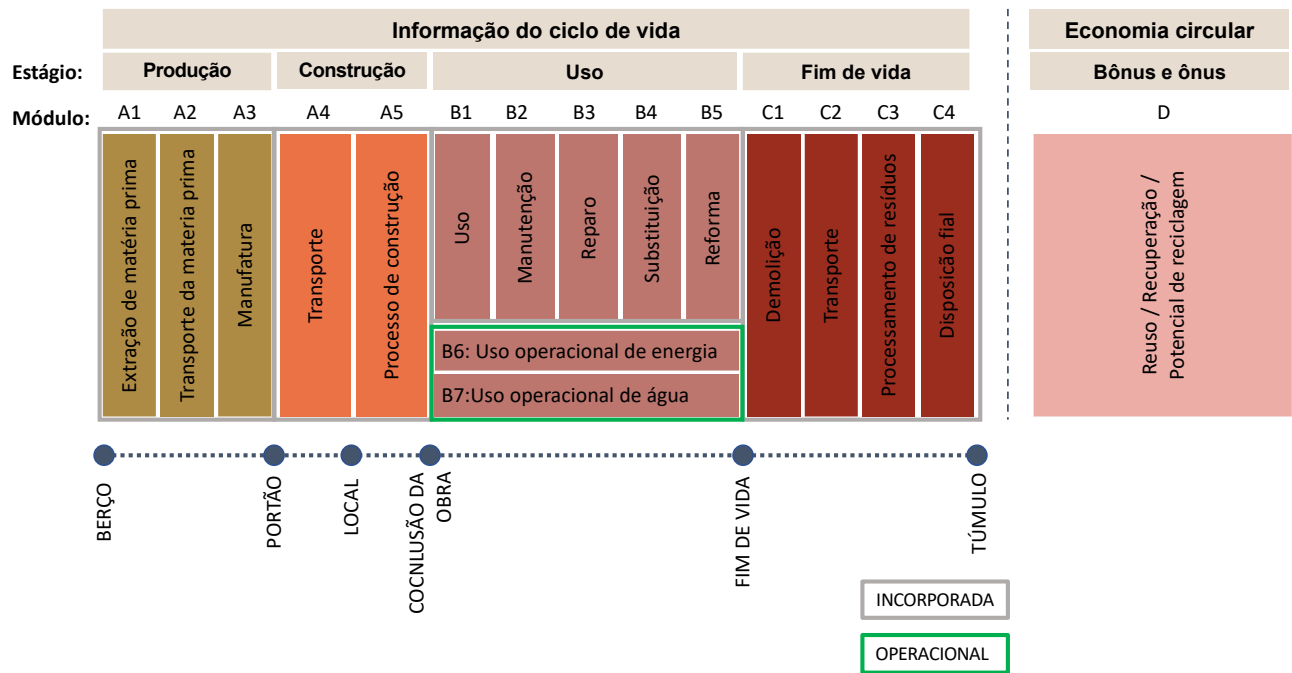 Informação do ciclo de vida
Economia circular
Estágio:
Produção
Construção
Uso
Fim de vida
Bônus e ônus
Módulo:
A1
A2
A3
A4
A5
B1
B2
B3
B4
B5
C1
C2
C3
C4
D
Extração de matéria prima
Transporte da materia prima
Manufatura
Transporte
Processo de construção
Uso
Manutenção
Reparo
Substituição
Reforma
B6: Uso operacional de energia
B7:Uso operacional de água
Demolição
Transporte
Processamento de resíduos
Disposicão fial
Reuso / Recuperação /
Potencial de reciclagem
BERÇO
PORTÃO
LOCAL
COCNLUSÃO DA
OBRA
FIM DE VIDA
TÚMULO
INCORPORADA
OPERACIONAL